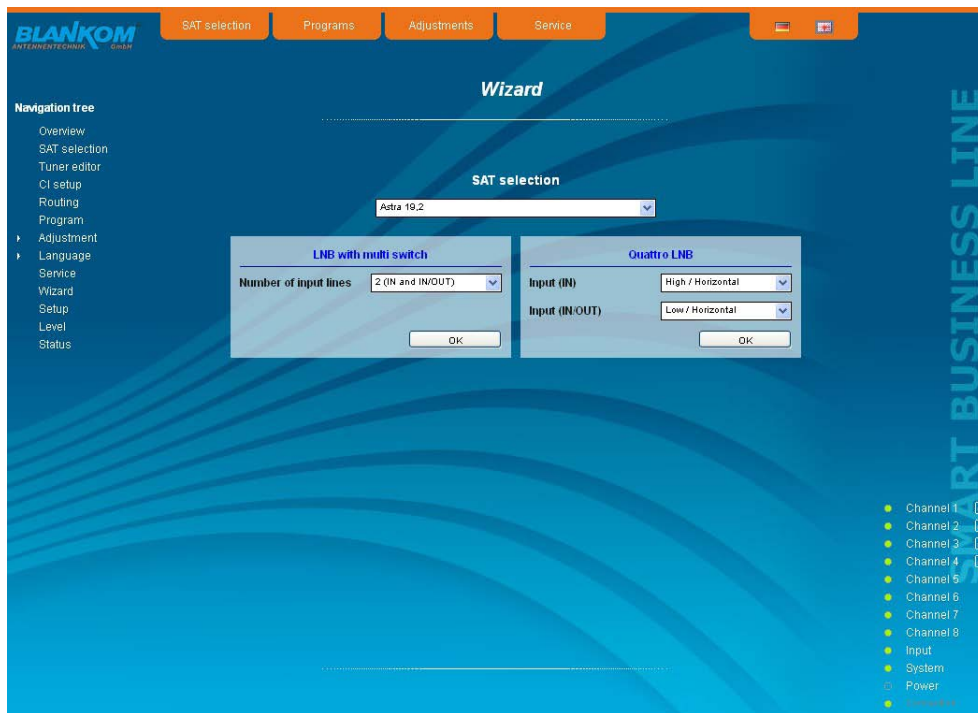 BLANKOM
ANTENNENTECHNIK GmbH
SAT selection
Programs
Adjustments
Service
Wizard
Navigation tree
Overview
SAT selection
Tuner editor
CI setup
Routing
Program
Adjustment
Language
Service
Wizard
Setup
Level
Status
SAT selection
Astra 19,2
LNB with multi switch
Number of input lines 2 (IN and IN/OUT)
OK
Quattro LNB
Input (IN) High / Horizontal
Input (IN/OUT) Low / Horizontal
OK
SMART BUSINESS LINE
Channel 1
Channel 2
Channel 3
Channel 4
Channel 5
Channel 6
Channel 7
Channel 8
Input
System
Power